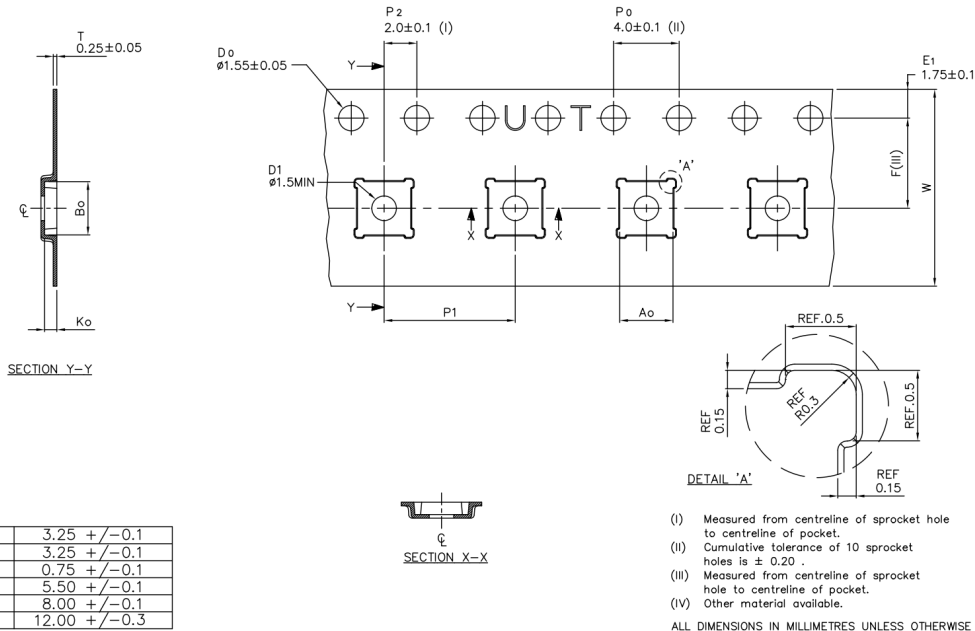 P2
2.0±0.1 (I)
Po
4.0±0.1 (II)
T
0.25±0.05
Do
ø1.55±0.05
Y
E1
1.75±0.1
U T
'A'
F(III)
W
D1
ø1.5MIN
℄
Bo
X
X
Y
Ko
P1
Ao
SECTION Y-Y
REF.0.5
REF
R0.3
REF.0.5
REF
0.15
DETAIL 'A'
REF
0.15
℄
SECTION X-X
3.25 +/-0.1
3.25 +/-0.1
0.75 +/-0.1
5.50 +/-0.1
8.00 +/-0.1
12.00 +/-0.3
(I) Measured from centreline of sprocket hole
to centreline of pocket.
(II) Cumulative tolerance of 10 sprocket
holes is ± 0.20 .
(III) Measured from centreline of sprocket
hole to centreline of pocket.
(IV) Other material available.
ALL DIMENSIONS IN MILLIMETRES UNLESS OTHERWISE